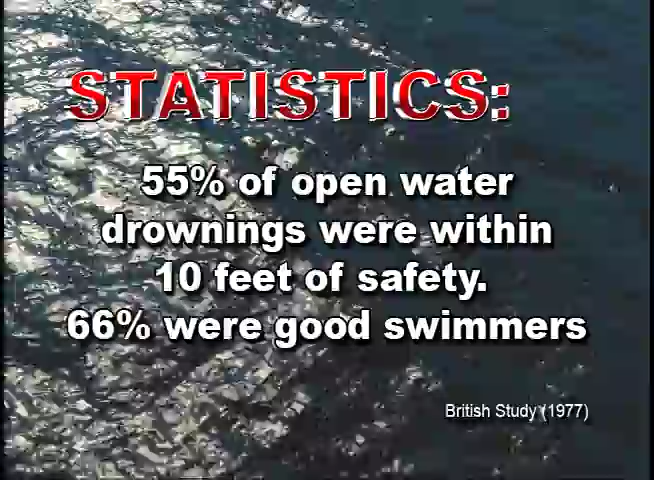 STATISTICS:
55% of open water
drownings were within
10 feet of safety.
66% were good swimmers
British Study (1977)